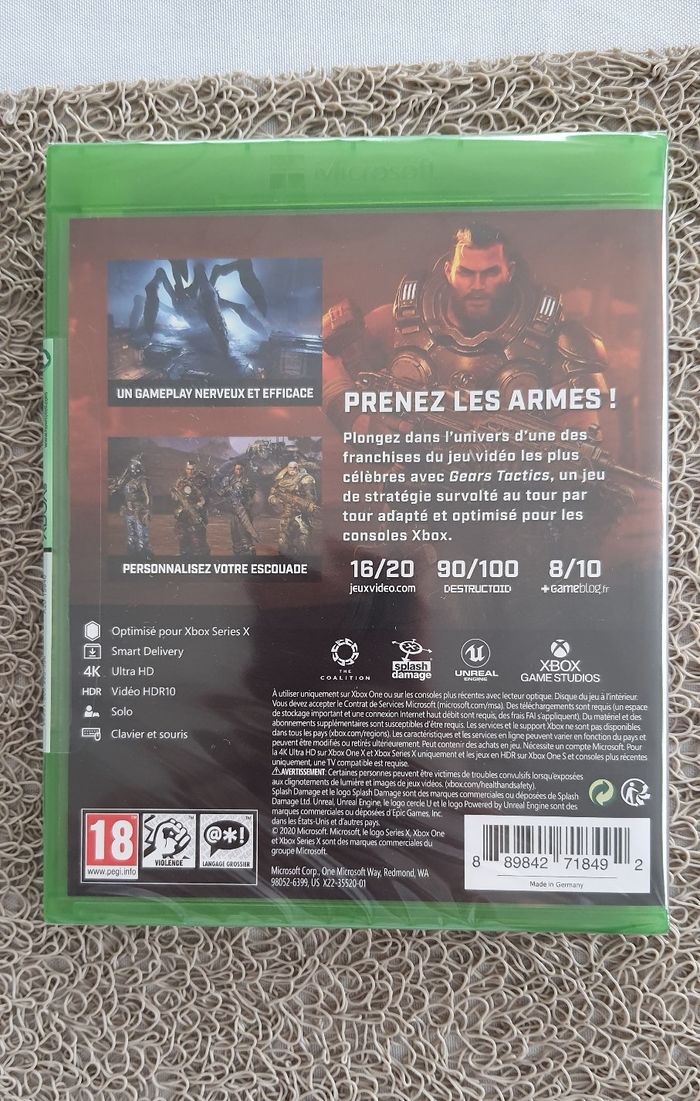 Microsoft
UN GAMEPLAY NERVEUX ET EFFICACE
PERSONNALISEZ VOTRE ESCOUADE
PRENEZ LES ARMES !
Plongez dans l'univers d'une des
franchises du jeu vidéo les plus
célèbres avec Gears Tactics, un jeu
de stratégie survolté au tour par
tour adapté et optimisé pour les
consoles Xbox.
16/20 90/100 8/10
jeuxvideo.com DESTRUCTOID +Gameblog.fr
Optimisé pour Xbox Series X
Smart Delivery
4K Ultra HD
HDR Vidéo HDR10
Solo
Clavier et souris
THE COALITION
splash damage
UNREAL ENGINE
XBOX GAME STUDIOS
À utiliser uniquement sur Xbox One ou sur les consoles plus récentes avec lecteur optique. Disque du jeu à l'intérieur.
Vous devez accepter le Contrat de Services Microsoft (microsoft.com/msa). Des téléchargements sont requis (un espace
de stockage important et une connexion internet haut débit sont requis, des frais FAI s'appliquent). Du matériel et des
abonnements supplémentaires sont susceptibles d'être requis. Les services et le support Xbox ne sont pas disponibles
dans tous les pays (xbox.com/regions). Les caractéristiques et les services en ligne peuvent varier en fonction du pays et
peuvent être modifiés ou retirés ultérieurement. Peut contenir des achats en jeu. Nécessite un compte Microsoft. Pour
la 4K Ultra HD sur Xbox One X et Xbox Series X uniquement et les jeux en HDR sur Xbox One S et consoles plus récentes
uniquement, une TV compatible est requise.
AVERTISSEMENT: Certaines personnes peuvent être victimes de troubles convulsifs lorsqu'exposées
aux clignotements de lumière et images de jeux vidéos. (xbox.com/healthandsafety).
Splash Damage et le logo Splash Damage sont des marques commerciales ou déposées de Splash
Damage Ltd. Unreal, Unreal Engine, le logo cercle U et le logo Powered by Unreal Engine sont des
marques commerciales ou déposées d'Epic Games, Inc.
dans les États-Unis et d'autres pays.
© 2020 Microsoft. Microsoft, le logo Series X, Xbox One
et Xbox Series X sont des marques commerciales du
groupe Microsoft.
Microsoft Corp., One Microsoft Way, Redmond, WA
98052-6399, US X22-35520-01
18
www.pegi.info
VIOLENCE
@*!
LANGAGE GROSSIER
8 89842 71849 2
Made in Germany